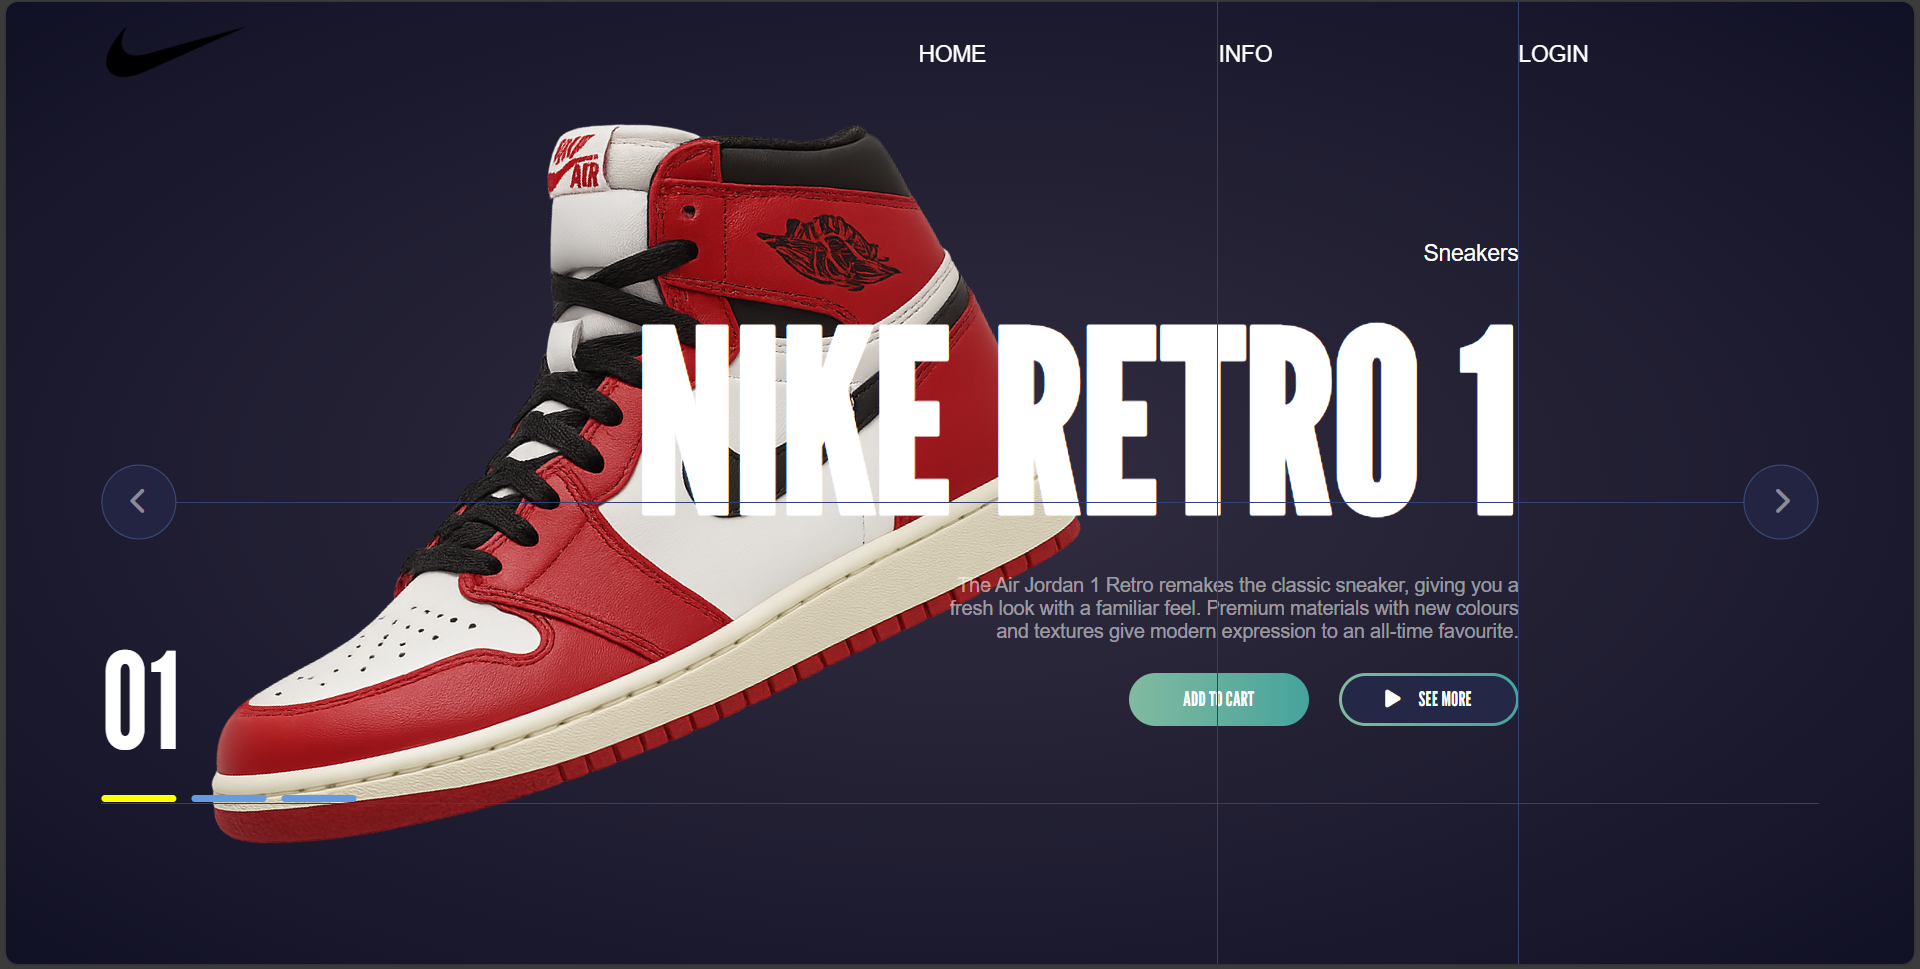 HOME INFO LOGIN
AIR
Sneakers
NIKE RETRO 1
The Air Jordan 1 Retro remakes the classic sneaker, giving you a
fresh look with a familiar feel. Premium materials with new colours
and textures give modern expression to an all-time favourite.
01
ADD TO CART SEE MORE